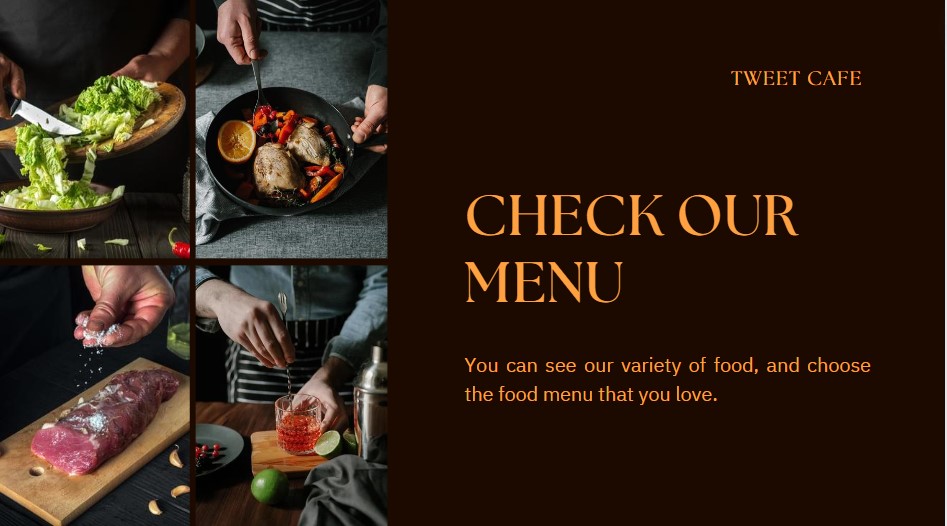 TWEET CAFE
CHECK OUR
MENU
You can see our variety of food, and choose
the food menu that you love.